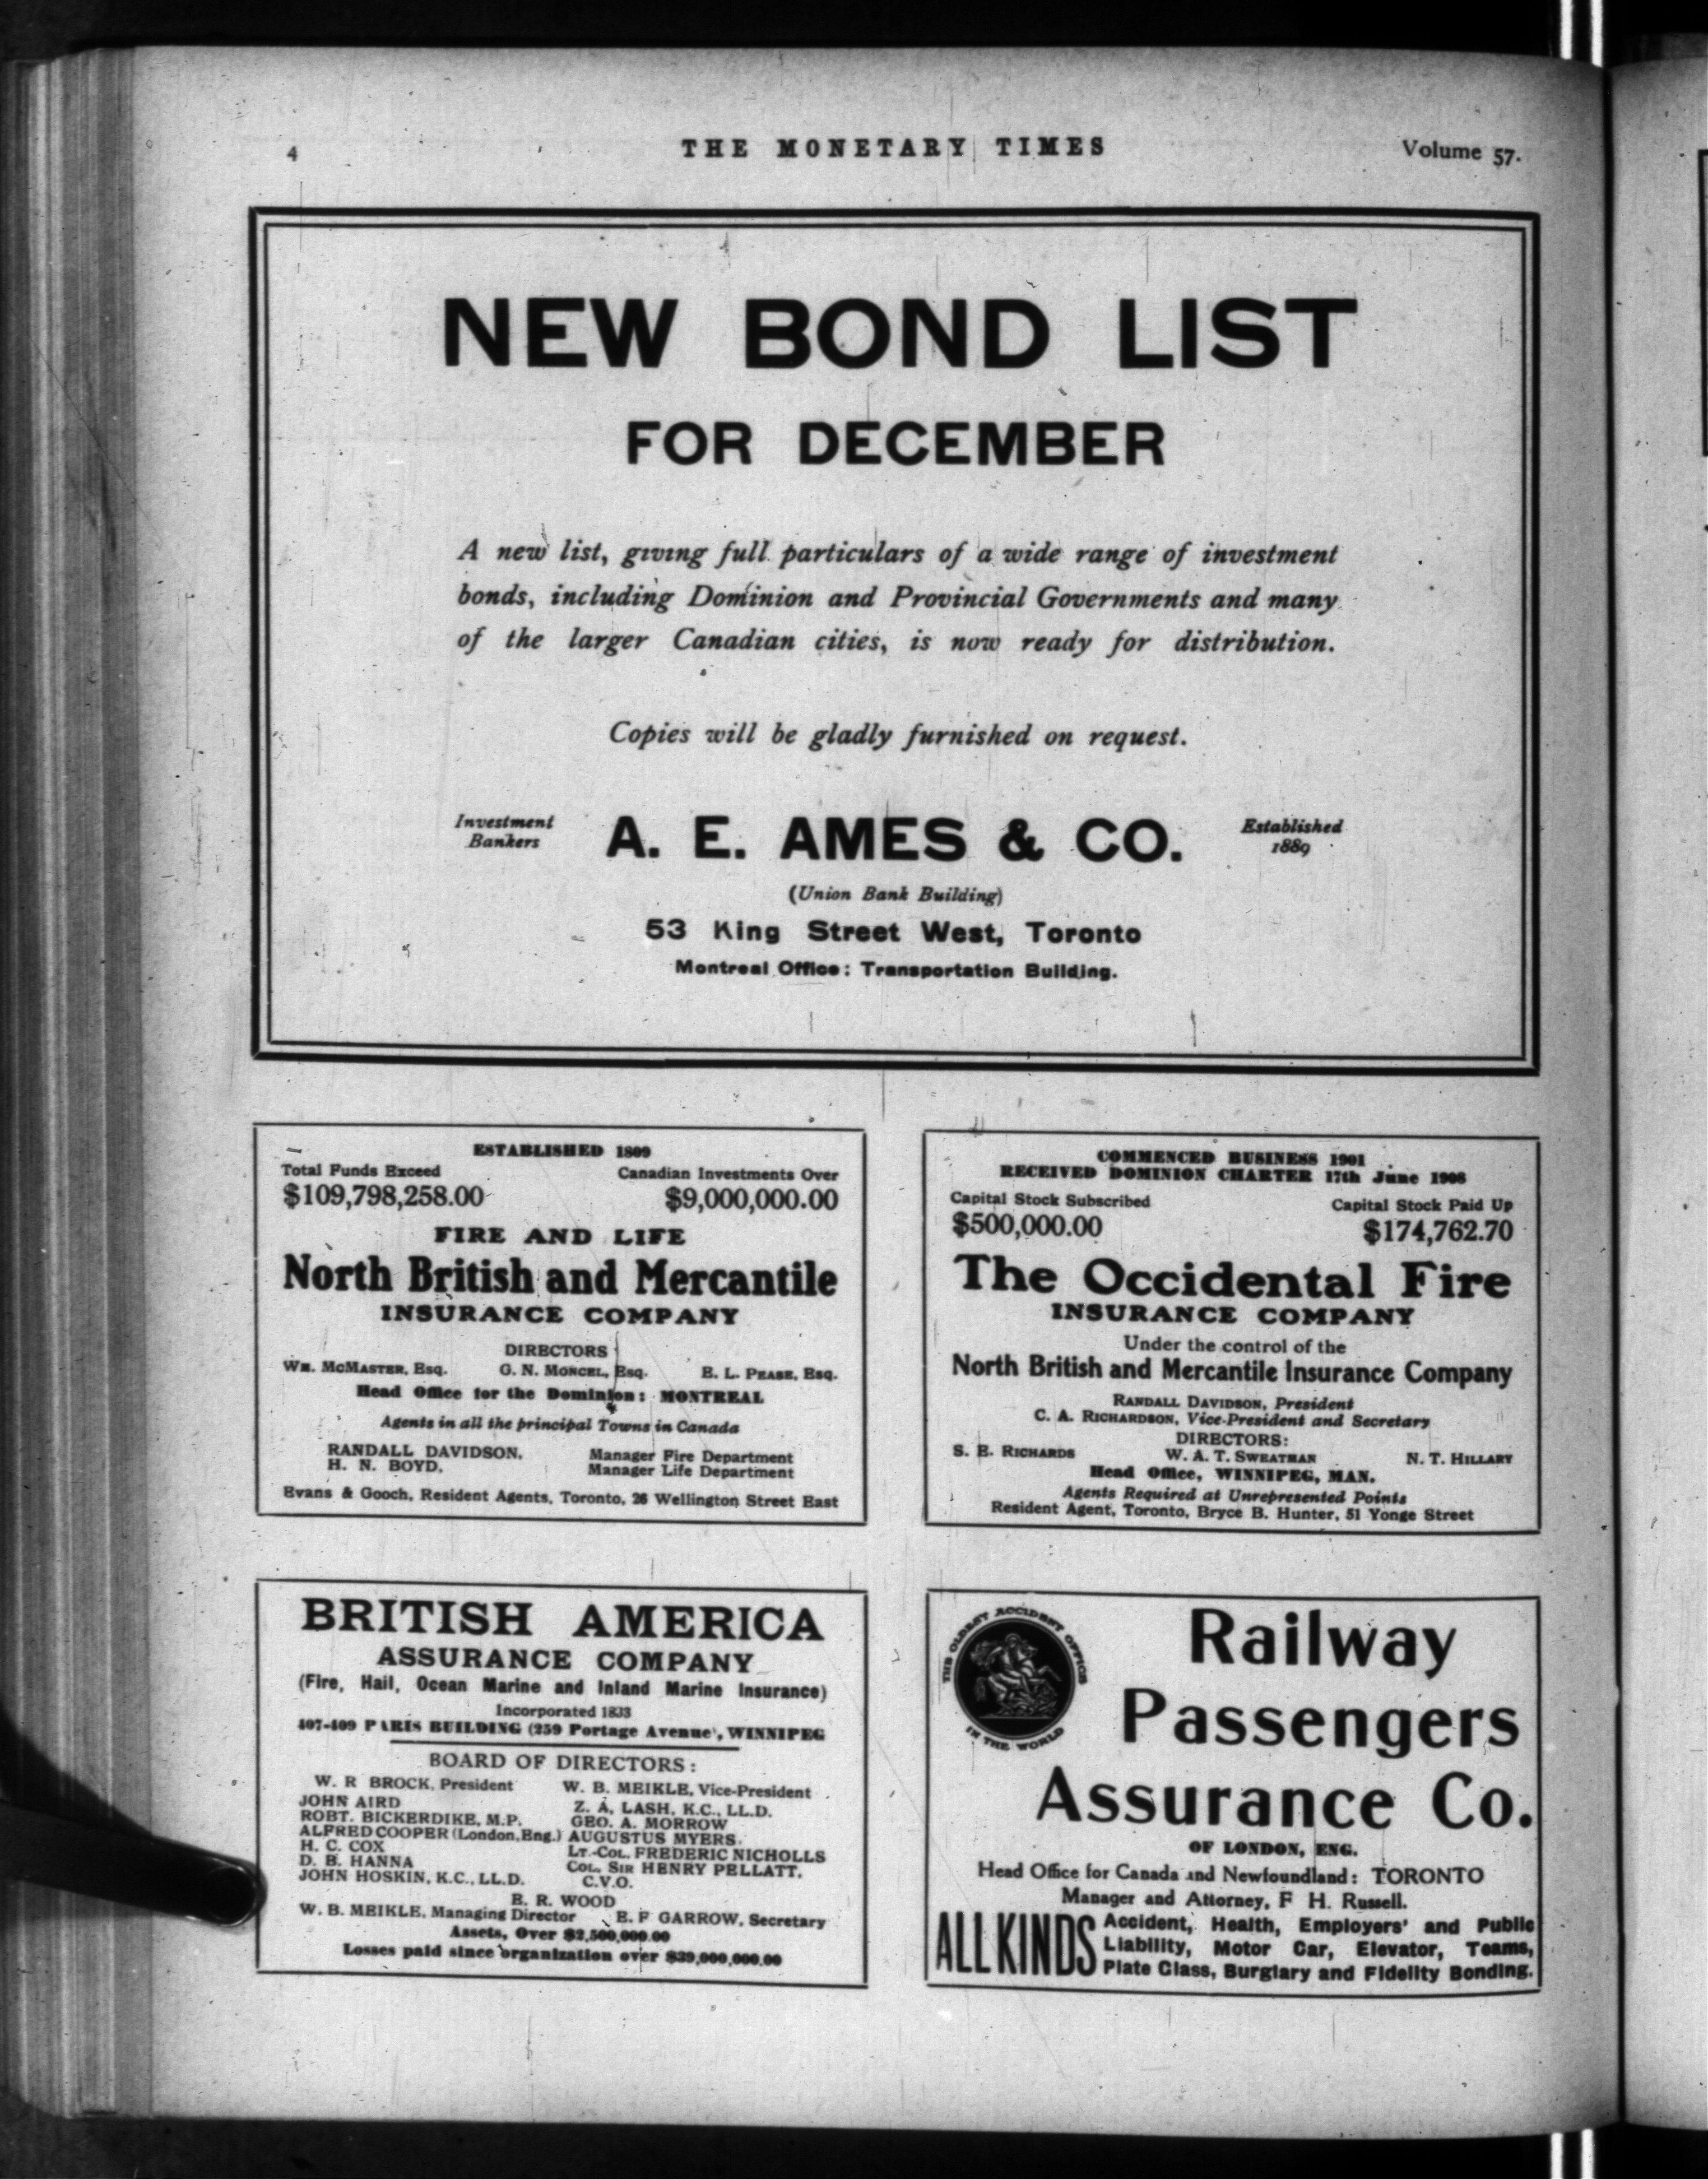 4
THE MONETARY TIMES
Volume 57.
NEW BOND LIST
FOR DECEMBER
A new list, giving full particulars of a wide range of investment
bonds, including Dominion and Provincial Governments and many
of the larger Canadian cities, is now ready for distribution.
Copies will be gladly furnished on request.
Investment
Bankers
A. E. AMES & CO.
Established
1889
(Union Bank Building)
53 King Street West, Toronto
Montreal Office: Transportation Building.
ESTABLISHED 1809
Total Funds Exceed
Canadian Investments Over
$109,798,258.00
$9,000,000.00
FIRE AND LIFE
North British and Mercantile
INSURANCE COMPANY
DIRECTORS
WM. MCMASTER, Esq. G. N. MONCEL, Esq. E. L. PEASE, Esq.
Head Office for the Dominion: MONTREAL
Agents in all the principal Towns in Canada
RANDALL DAVIDSON, Manager Fire Department
H. N. BOYD, Manager Life Department
Evans & Gooch, Resident Agents, Toronto, 26 Wellington Street East
COMMENCED BUSINESS 1901
RECEIVED DOMINION CHARTER 17th June 1908
Capital Stock Subscribed
Capital Stock Paid Up
$500,000.00
$174,762.70
The Occidental Fire
INSURANCE COMPANY
Under the control of the
North British and Mercantile Insurance Company
RANDALL DAVIDSON, President
C. A. RICHARDSON, Vice-President and Secretary
DIRECTORS:
S. E. RICHARDS W. A. T. SWEATMAN N. T. HILLARY
Head Office, WINNIPEG, MAN.
Agents Required at Unrepresented Points
Resident Agent, Toronto, Bryce B. Hunter, 51 Yonge Street
BRITISH AMERICA
ASSURANCE COMPANY
(Fire, Hail, Ocean Marine and Inland Marine Insurance)
Incorporated 1833
407-409 PARIS BUILDING (259 Portage Avenue), WINNIPEG
BOARD OF DIRECTORS:
W. R BROCK, President W. B. MEIKLE, Vice-President
JOHN AIRD Z. A. LASH, K.C., LL.D.
ROBT. BICKERDIKE, M.P. GEO. A. MORROW
ALFRED COOPER (London, Eng.) AUGUSTUS MYERS
H. C. COX LT.-COL. FREDERIC NICHOLLS
D. B. HANNA COL. SIR HENRY PELLATT,
JOHN HOSKIN, K.C., LL.D. C.V.O.
E. R. WOOD
W. B. MEIKLE, Managing Director E. F GARROW, Secretary
Assets, Over $2,500,000.00
Losses paid since organization over $39,000,000.00
THE OLDEST ACCIDENT OFFICE
IN THE WORLD
Railway
Passengers
Assurance Co.
OF LONDON, ENG.
Head Office for Canada and Newfoundland: TORONTO
Manager and Attorney, F H. Russell.
ALL KINDS
Accident, Health, Employers' and Public
Liability, Motor Car, Elevator, Teams,
Plate Glass, Burglary and Fidelity Bonding.